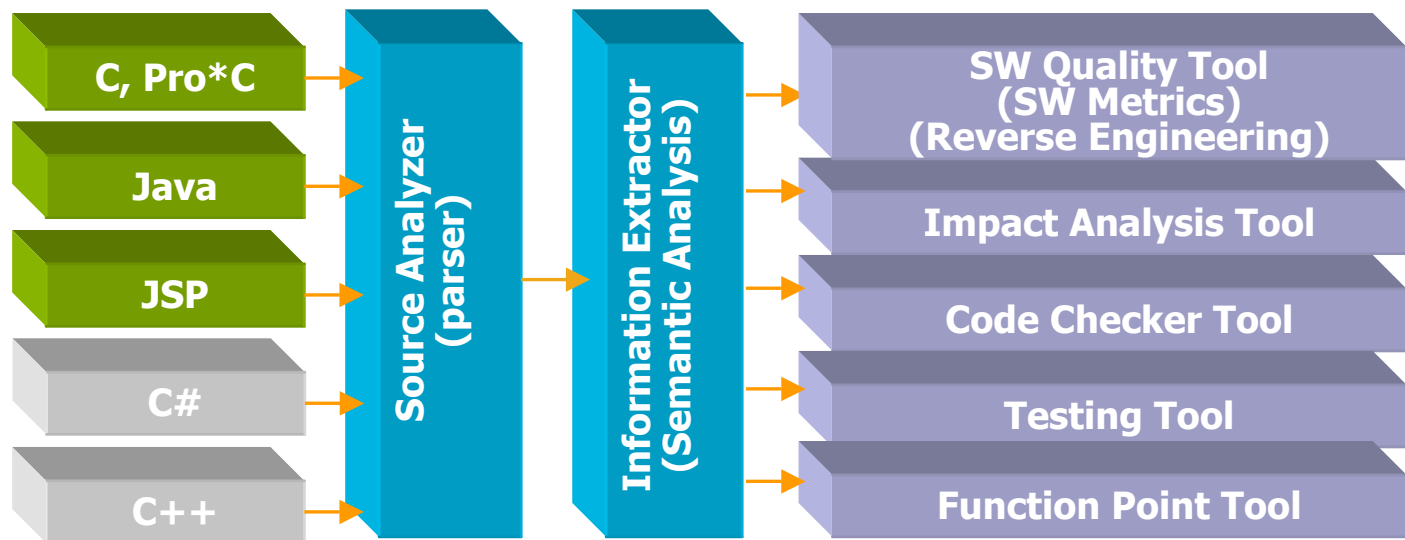 C, Pro*C
Java
JSP
C#
C++
Source Analyzer
(parser)
Information Extractor
(Semantic Analysis)
SW Quality Tool
(SW Metrics)
(Reverse Engineering)
Impact Analysis Tool
Code Checker Tool
Testing Tool
Function Point Tool